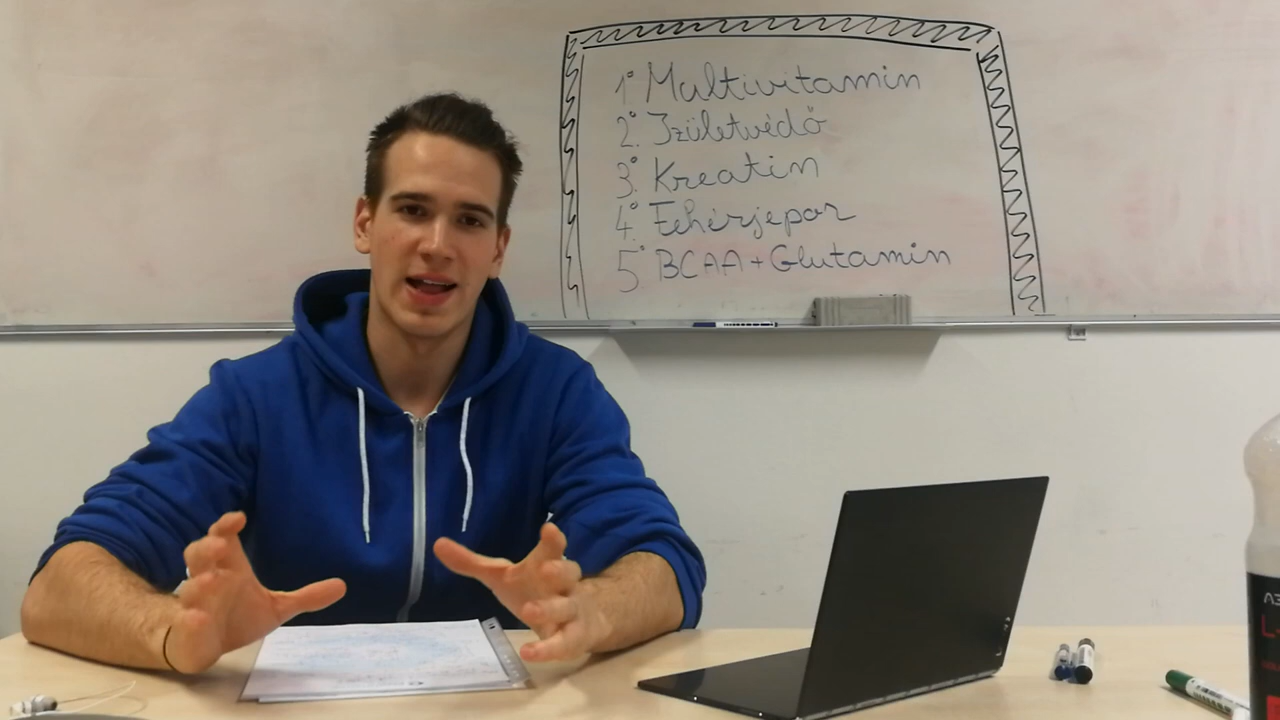 1. Multivitamin
2. Izületvédő
3. Kreatin
4. Fehérjepor
5. BCAA+Glutamin